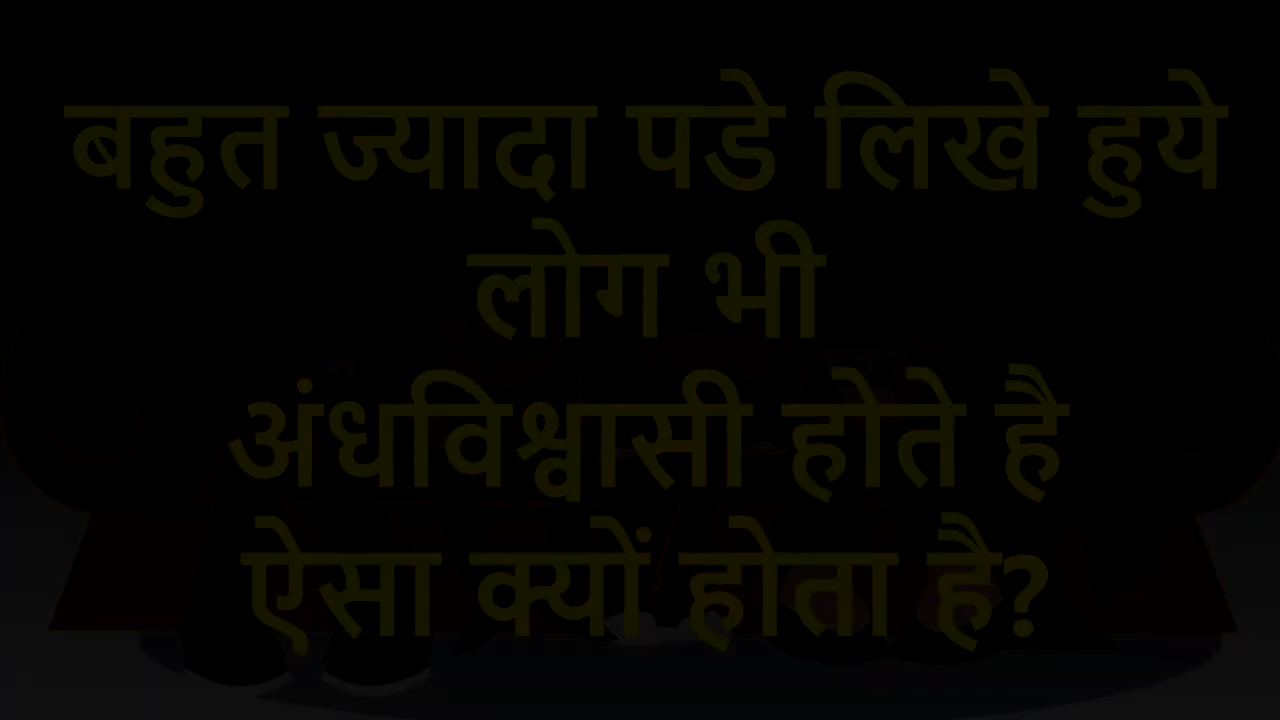 बहुत ज्यादा पडे लिखे हुये
लोग भी
अंधविश्वासी होते है
ऐसा क्यों होता है?